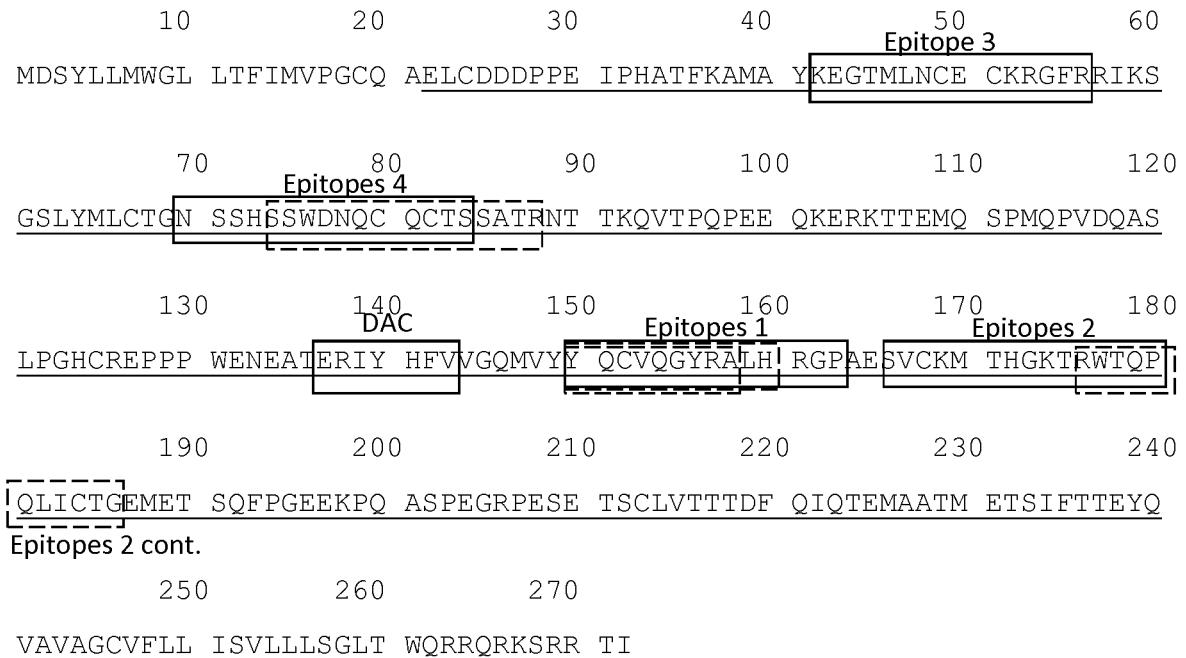 10 20 30 40 50 60
Epitope 3
MDSYLLMWGL LTFIMVPGCQ AELCDDDPPE IPHATFKAMA YKEGTMLNCE CKRGFRRIKS
70 80 90 100 110 120
Epitopes 4
GSLYMLCTGN SSHSSWDNQC QCTSSATRNT TKQVTPQPEE QKERKTTEMQ SPMQPVDQAS
130 140 150 160 170 180
DAC Epitopes 1 Epitopes 2
LPGHCREPPP WENEATERIY HFVVGQMVYY QCVQGYRALH RGPAESVCKM THGKTRWTQP
190 200 210 220 230 240
QLICTGEMET SQFPGEEKPQ ASPEGRPESE TSCLVTTTDF QIQTEMAATM ETSIFTTEYQ
Epitopes 2 cont.
250 260 270
VAVAGCVFLL ISVLLLSGLT WQRRQRKSRR TI